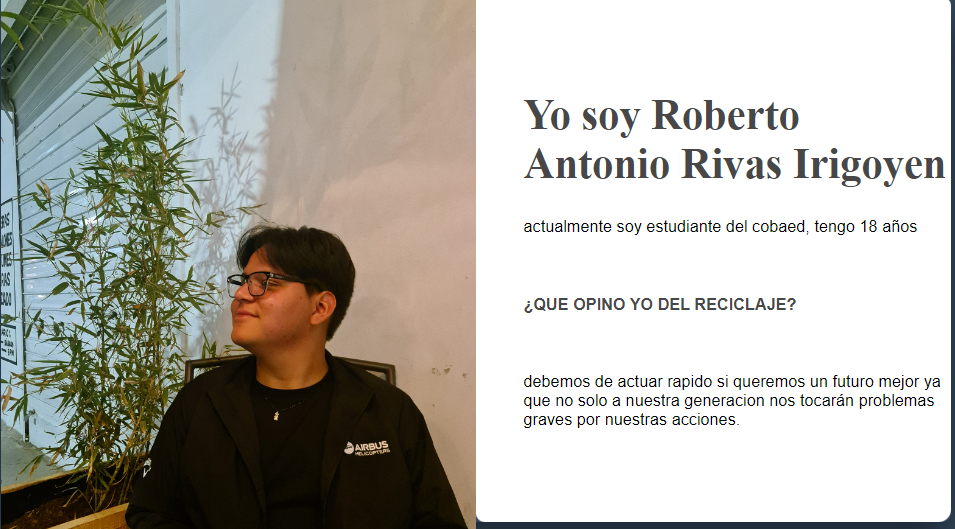 Yo soy Roberto
Antonio Rivas Irigoyen
actualmente soy estudiante del cobaed, tengo 18 años
¿QUE OPINO YO DEL RECICLAJE?
debemos de actuar rapido si queremos un futuro mejor ya
que no solo a nuestra generacion nos tocarán problemas
graves por nuestras acciones.
AIRBUS
HELICOPTERS